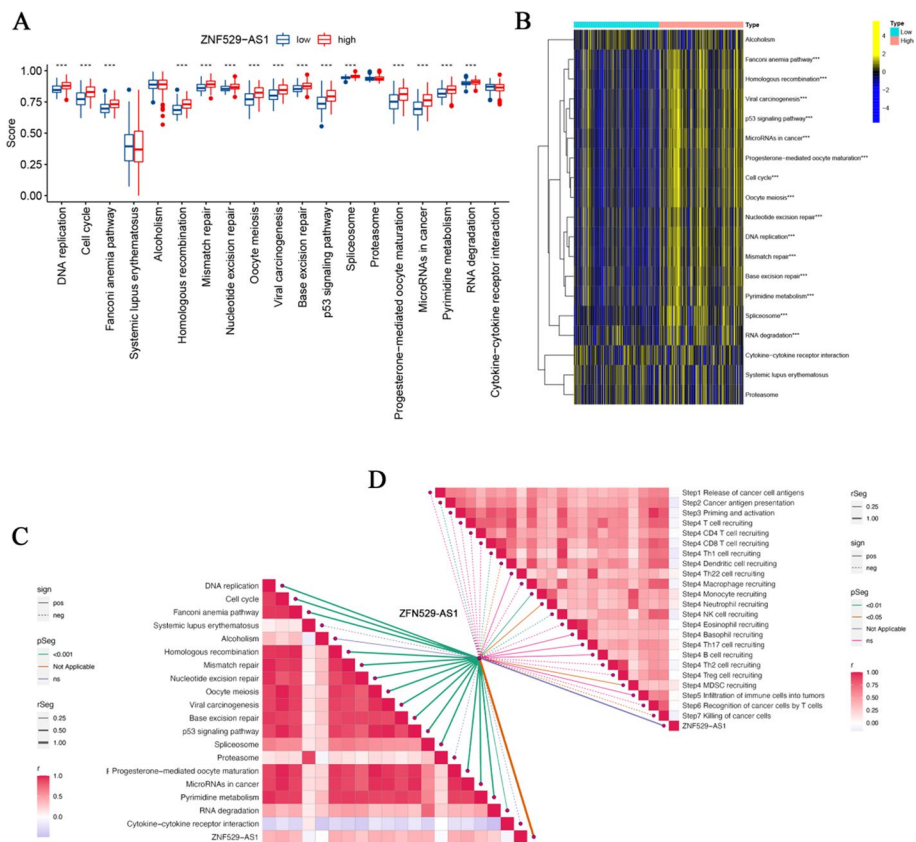 A
ZNF529-AS1 low high
*** *** *** *** *** *** *** *** *** *** *** *** *** *** ***
1.00
0.75
0.50
0.25
0.00
Score
DNA replication
Cell cycle
Fanconi anemia pathway
Systemic lupus erythematosus
Alcoholism
Homologous recombination
Mismatch repair
Nucleotide excision repair
Oocyte meiosis
Viral carcinogenesis
Base excision repair
p53 signaling pathway
Spliceosome
Proteasome
Progesterone-mediated oocyte maturation
MicroRNAs in cancer
Pyrimidine metabolism
RNA degradation
Cytokine-cytokine receptor interaction
B
Type
Alcoholism
Fanconi anemia pathway***
Homologous recombination***
Viral carcinogenesis***
p53 signaling pathway***
MicroRNAs in cancer***
Progesterone-mediated oocyte maturation***
Cell cycle***
Oocyte meiosis***
Nucleotide excision repair***
DNA replication***
Mismatch repair***
Base excision repair***
Pyrimidine metabolism***
Spliceosome***
RNA degradation***
Cytokine-cytokine receptor interaction
Systemic lupus erythematosus
Proteasome
4
2
0
-2
-4
Type
Low
High
C
sign
pos
neg
pSeg
<0.001
Not Applicable
ns
rSeg
0.25
0.50
1.00
r
1.0
0.5
0.0
DNA replication
Cell cycle
Fanconi anemia pathway
Systemic lupus erythematosus
Alcoholism
Homologous recombination
Mismatch repair
Nucleotide excision repair
Oocyte meiosis
Viral carcinogenesis
Base excision repair
p53 signaling pathway
Spliceosome
Proteasome
Progesterone-mediated oocyte maturation
MicroRNAs in cancer
Pyrimidine metabolism
RNA degradation
Cytokine-cytokine receptor interaction
ZNF529-AS1
D
ZFN529-AS1
Step1 Release of cancer cell antigens
Step2 Cancer antigen presentation
Step3 Priming and activation
Step4 T cell recruiting
Step4 CD4 T cell recruiting
Step4 CD8 T cell recruiting
Step4 Th1 cell recruiting
Step4 Dendritic cell recruiting
Step4 Th22 cell recruiting
Step4 Macrophage recruiting
Step4 Monocyte recruiting
Step4 Neutrophil recruiting
Step4 NK cell recruiting
Step4 Eosinophil recruiting
Step4 Basophil recruiting
Step4 Th17 cell recruiting
Step4 B cell recruiting
Step4 Th2 cell recruiting
Step4 Treg cell recruiting
Step4 MDSC recruiting
Step5 Infiltration of immune cells into tumors
Step6 Recognition of cancer cells by T cells
Step7 Killing of cancer cells
ZNF529-AS1
rSeg
0.25
1.00
sign
pos
neg
pSeg
<0.01
<0.05
Not Applicable
ns
r
1.00
0.75
0.50
0.25
0.00